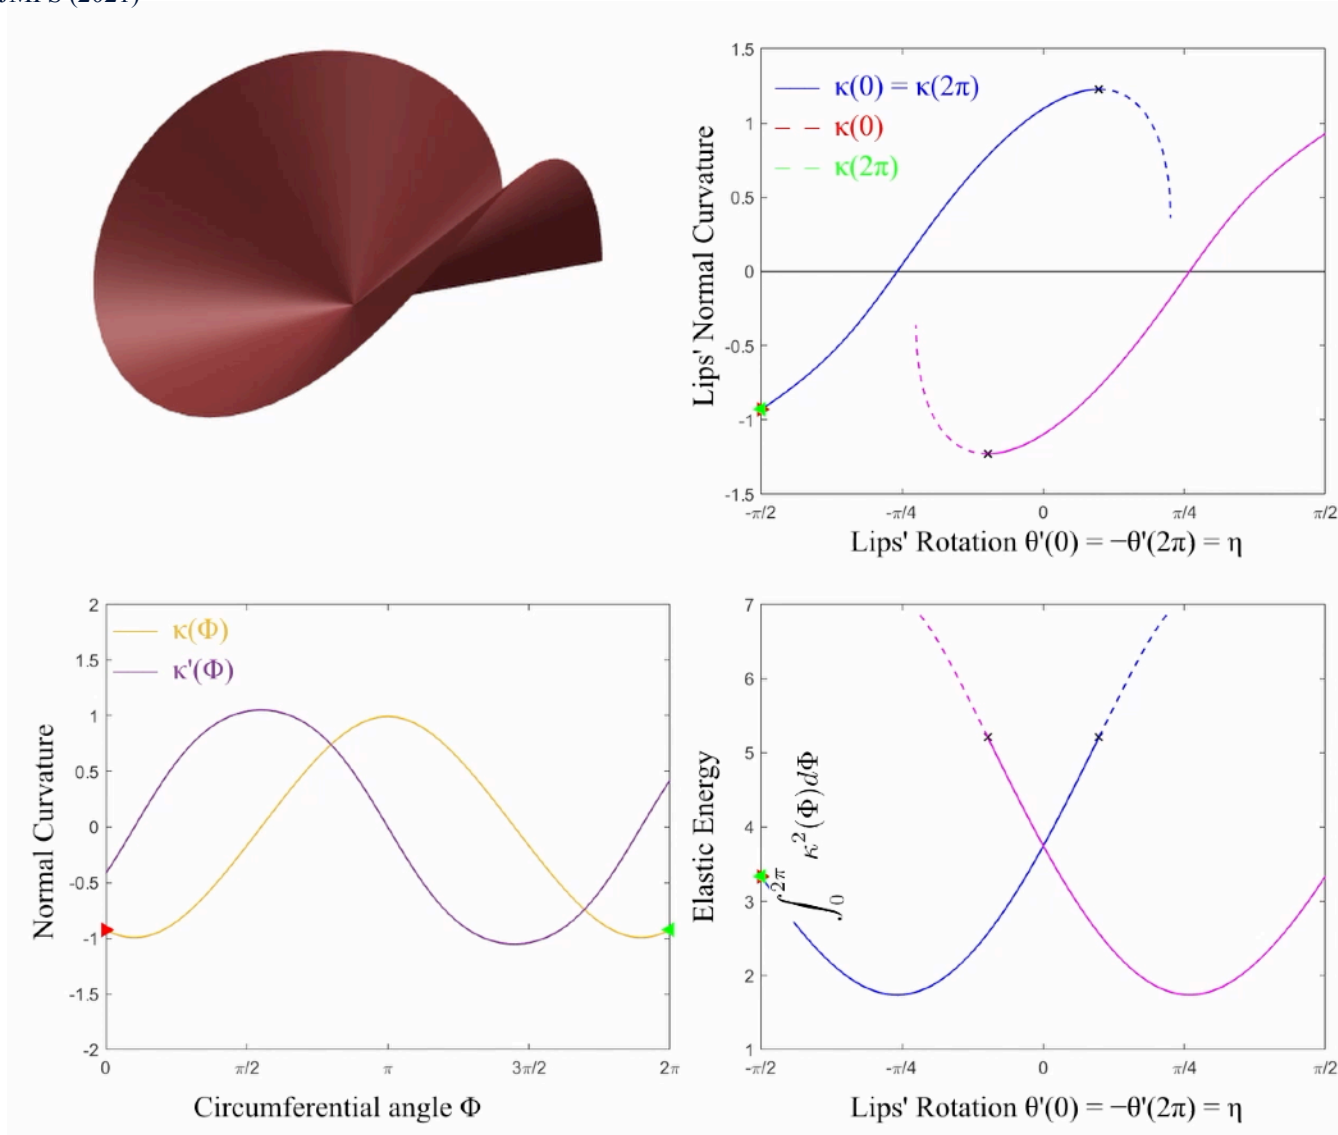 JMPS (2021)
1.5
1
0.5
0
-0.5
-1
-1.5
κ(0) = κ(2π)
κ(0)
κ(2π)
Lips' Normal Curvature
-π/2 -π/4 0 π/4 π/2
Lips' Rotation θ'(0) = −θ'(2π) = η
2
1.5
1
0.5
0
-0.5
-1
-1.5
-2
κ(Φ)
κ'(Φ)
Normal Curvature
0 π/2 π 3π/2 2π
Circumferential angle Φ
7
6
5
4
3
2
1
Elastic Energy
∫₀²π κ²(Φ)dΦ
-π/2 -π/4 0 π/4 π/2
Lips' Rotation θ'(0) = −θ'(2π) = η